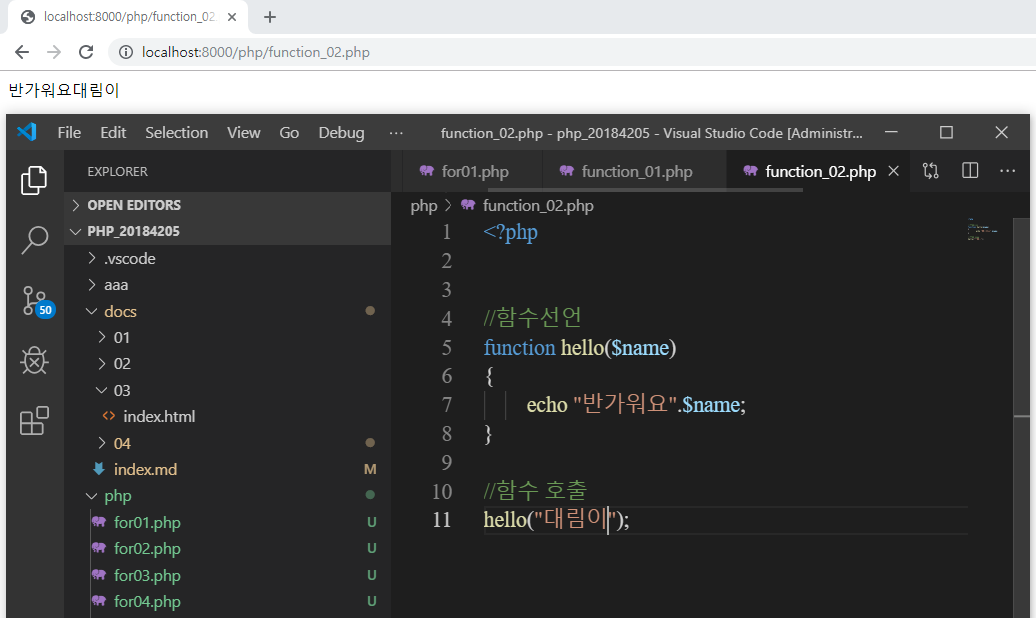 localhost:8000/php/function_02.
localhost:8000/php/function_02.php
반가워요대림이
File Edit Selection View Go Debug ··· function_02.php - php_20184205 - Visual Studio Code [Administr...
EXPLORER
for01.php function_01.php function_02.php ···
OPEN EDITORS
php > function_02.php
PHP_20184205
.vscode
aaa
docs
01
02
03
index.html
04
index.md M
php
for01.php U
for02.php U
for03.php U
for04.php U
50
1 <?php
2
3
4 //함수선언
5 function hello($name)
6 {
7 echo "반가워요".$name;
8 }
9
10 //함수 호출
11 hello("대림이");